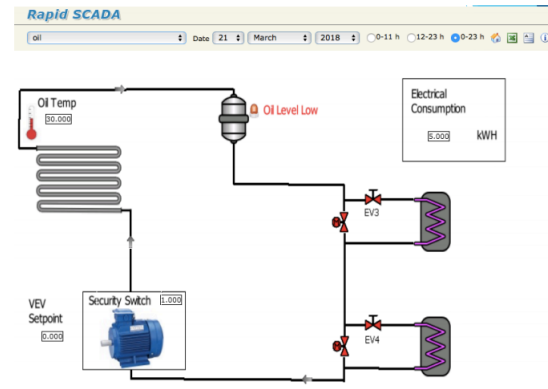 Rapid SCADA
oil Date 21 March 2018 0-11 h 12-23 h 0-23 h
Oil Temp
30.000
Oil Level Low
Electrical
Consumption
5.000 kWH
EV3
VEV
Setpoint
0.000
Security Switch 1.000
EV4